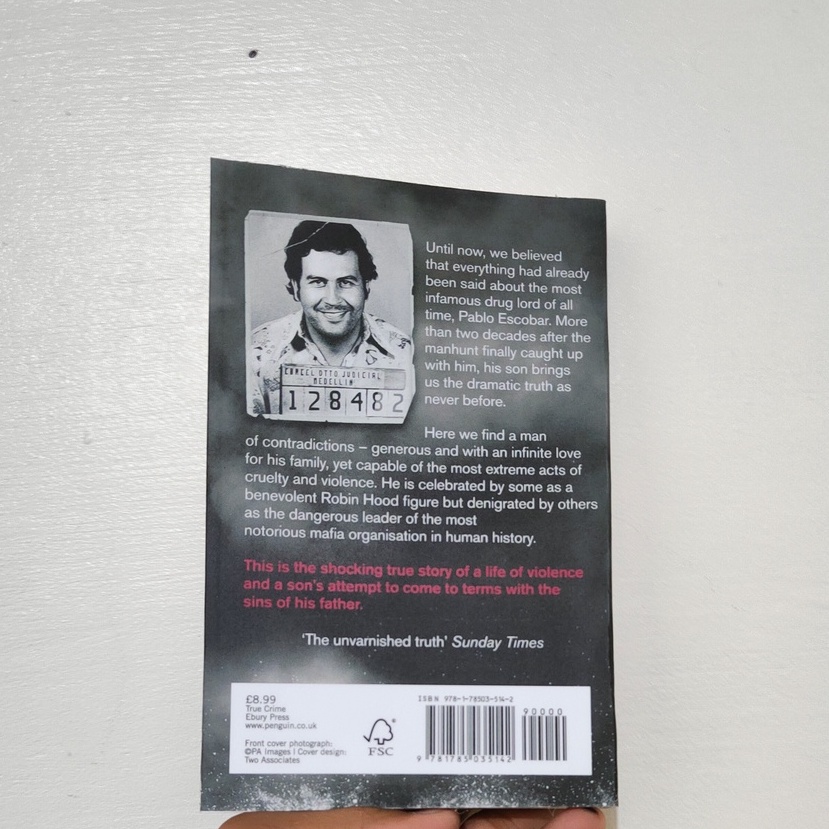 CARCEL DTTO JUDICIAL
MEDELLIN
128482
Until now, we believed
that everything had already
been said about the most
infamous drug lord of all
time, Pablo Escobar. More
than two decades after the
manhunt finally caught up
with him, his son brings
us the dramatic truth as
never before.
Here we find a man
of contradictions – generous and with an infinite love
for his family, yet capable of the most extreme acts of
cruelty and violence. He is celebrated by some as a
benevolent Robin Hood figure but denigrated by others
as the dangerous leader of the most
notorious mafia organisation in human history.
This is the shocking true story of a life of violence
and a son's attempt to come to terms with the
sins of his father.
'The unvarnished truth' Sunday Times
£8.99
True Crime
Ebury Press
www.penguin.co.uk
Front cover photograph:
©PA Images | Cover design:
Two Associates
FSC
ISBN 978-1-78503-514-2
90000
9 781785 035142